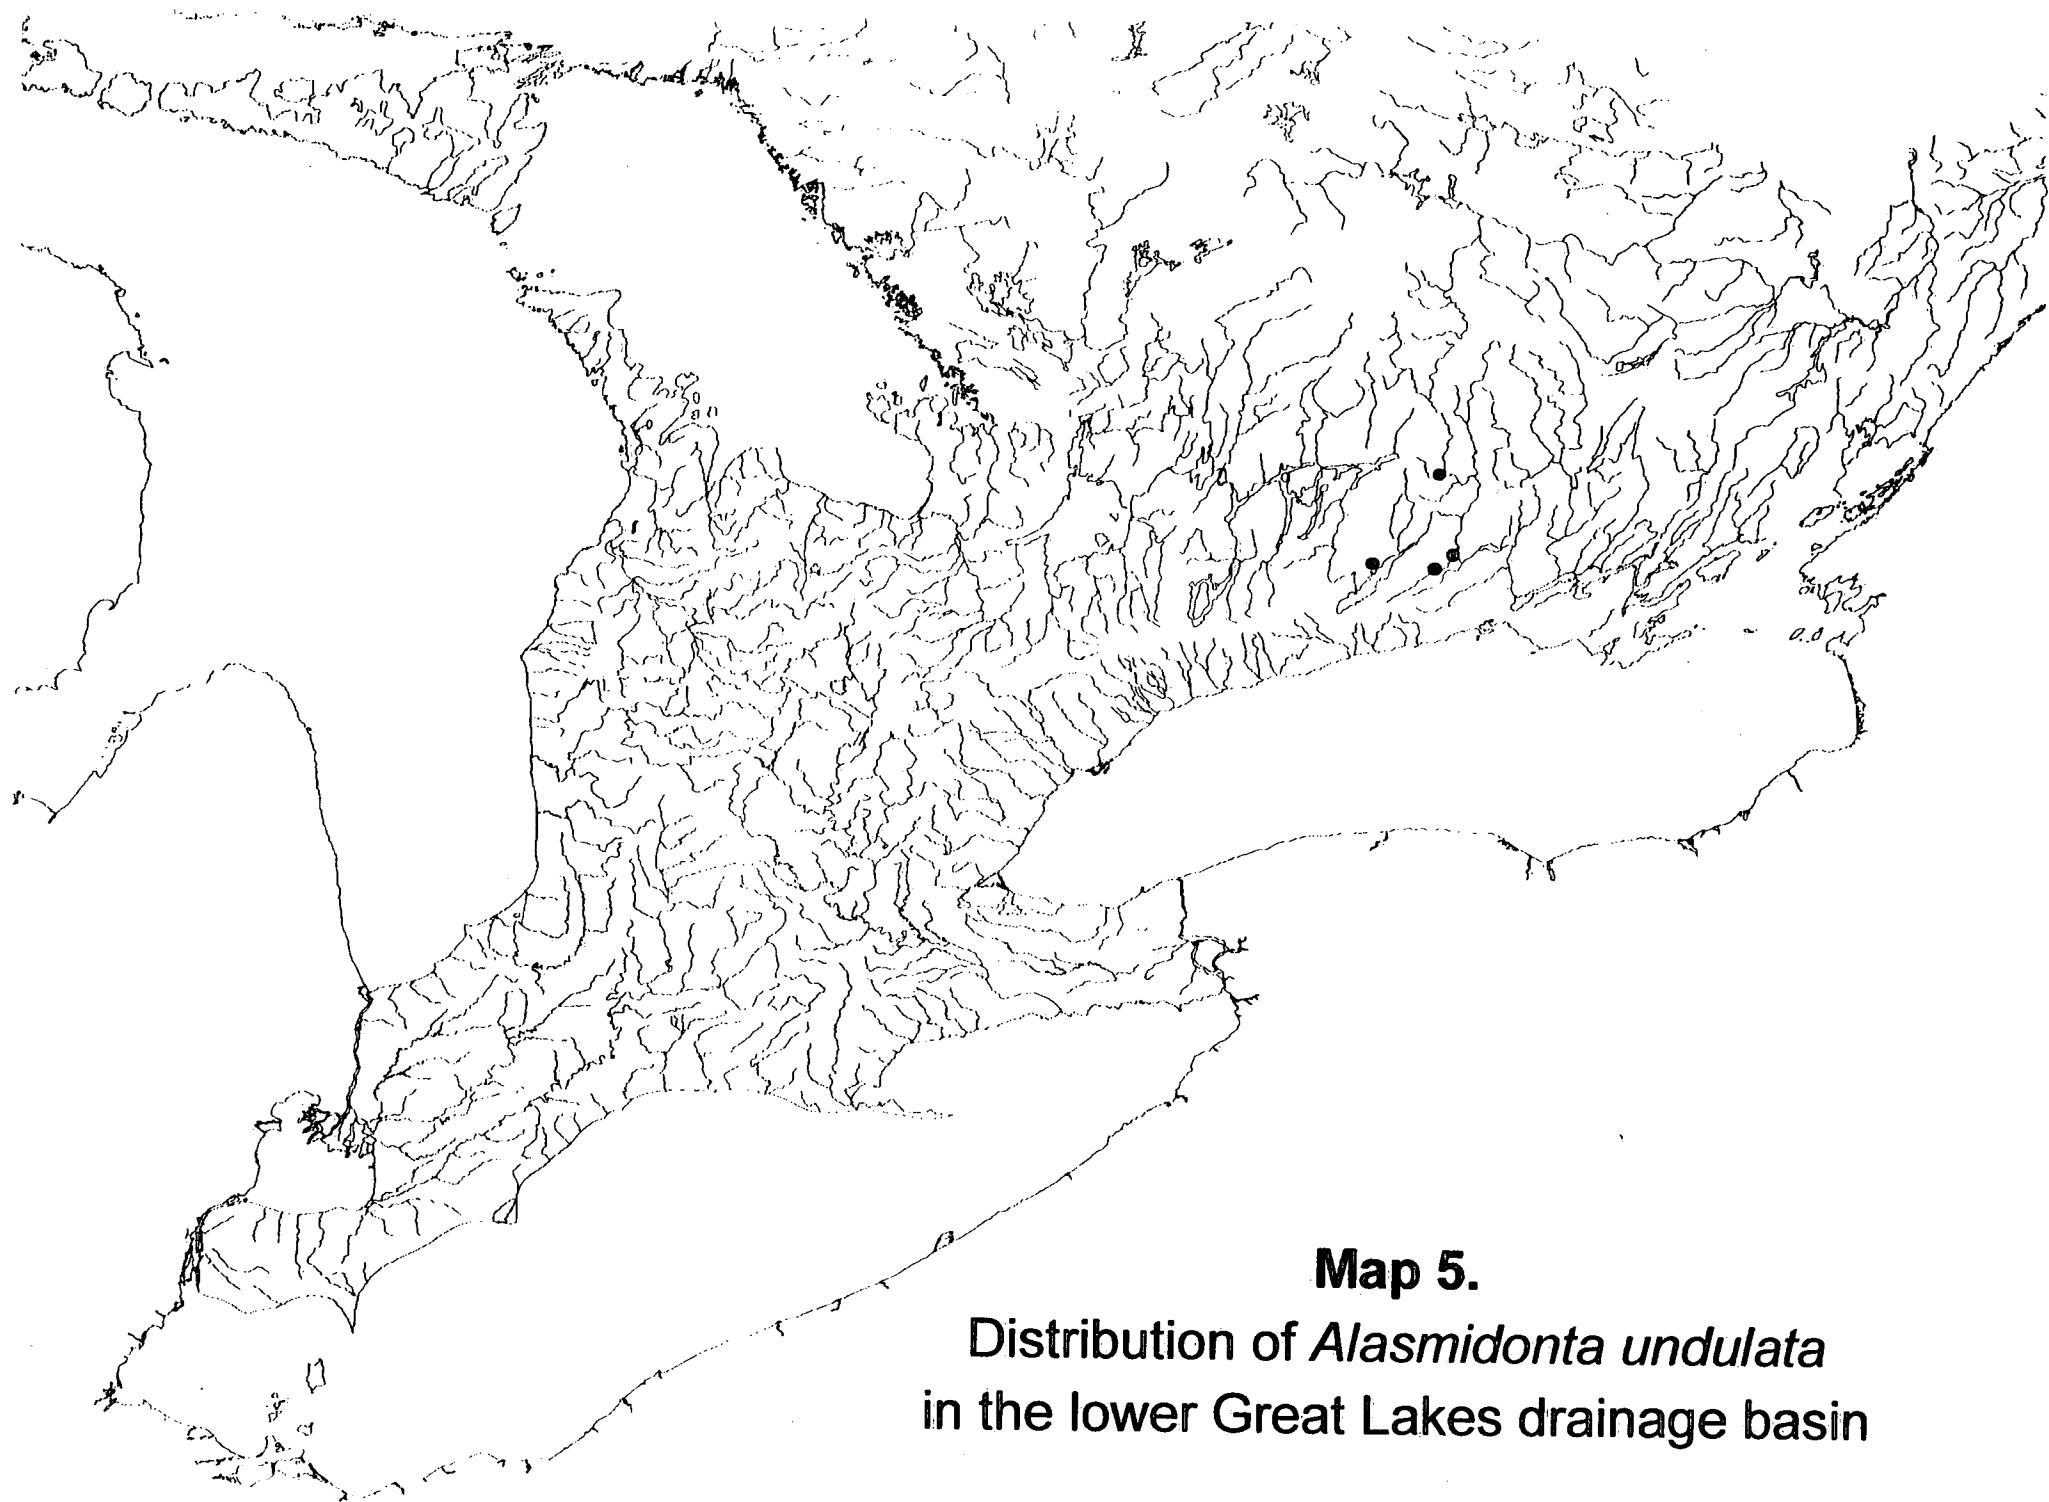 Map 5.
Distribution of Alasmidonta undulata
in the lower Great Lakes drainage basin